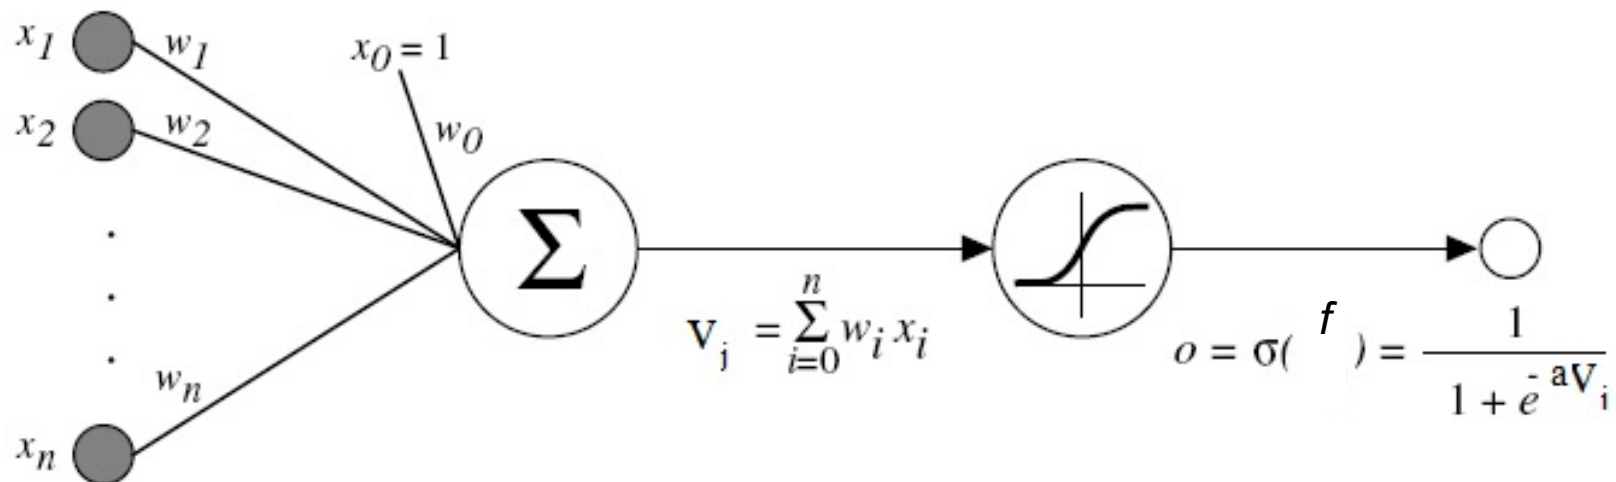 x1 w1
x0 = 1
x2 w2
w0
Σ
n
Vj = Σ wi xi
i=0
f
o = σ( ) = 1
1 + e - aVi
wn
xn